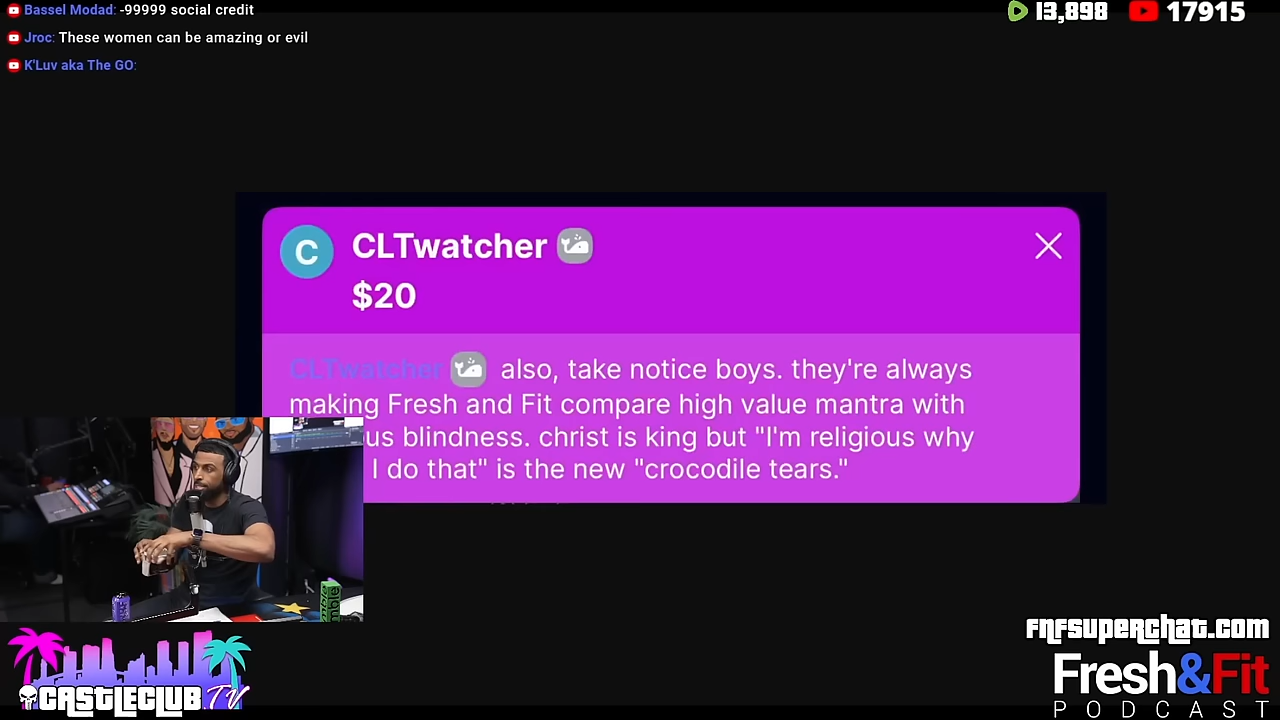 Bassel Modad: -99999 social credit
Jroc: These women can be amazing or evil
K'Luv aka The GO:
13,898 17915
C CLTwatcher
$20
CLTwatcher also, take notice boys. they're always
making Fresh and Fit compare high value mantra with
us blindness. christ is king but "I'm religious why
I do that" is the new "crocodile tears."
CASTLECLUB TV
FNFSUPERCHAT.COM
Fresh&Fit
PODCAST